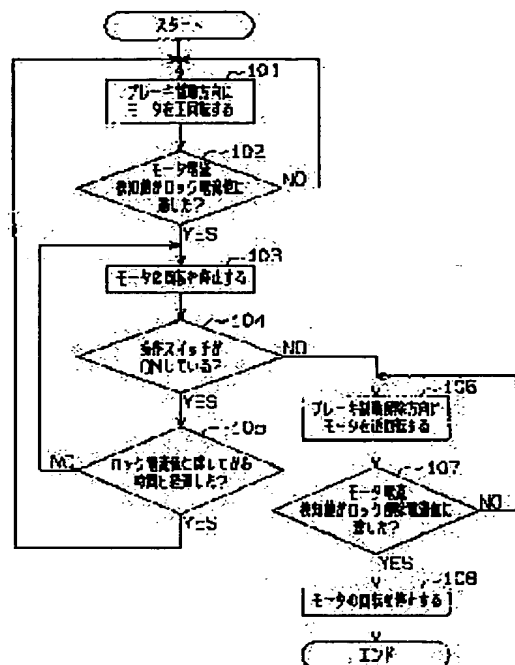 スタート
101
ブレーキ制動方向に
モータを正回転する
102
モータ電流
検知値がロック電流値に
達した?
NO
YES
103
モータの回転を停止する
104
操作スイッチが
ONしている?
NO
YES
105
ロック電流値に達してから
時間を経過した?
NO
YES
106
ブレーキ制動解除方向に
モータを逆回転する
107
モータ電流
検知値がロック解除電流値に
達した?
NO
YES
108
モータの回転を停止する
エンド